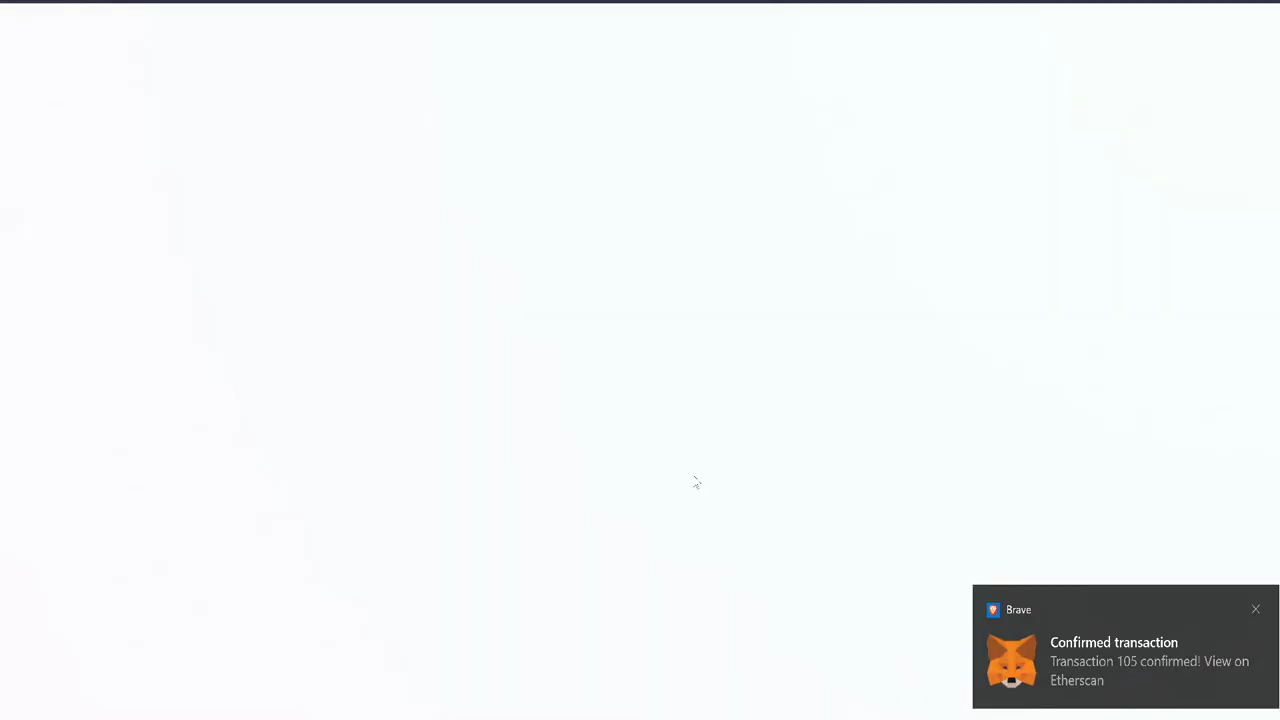 Brave
Confirmed transaction
Transaction 105 confirmed! View on
Etherscan